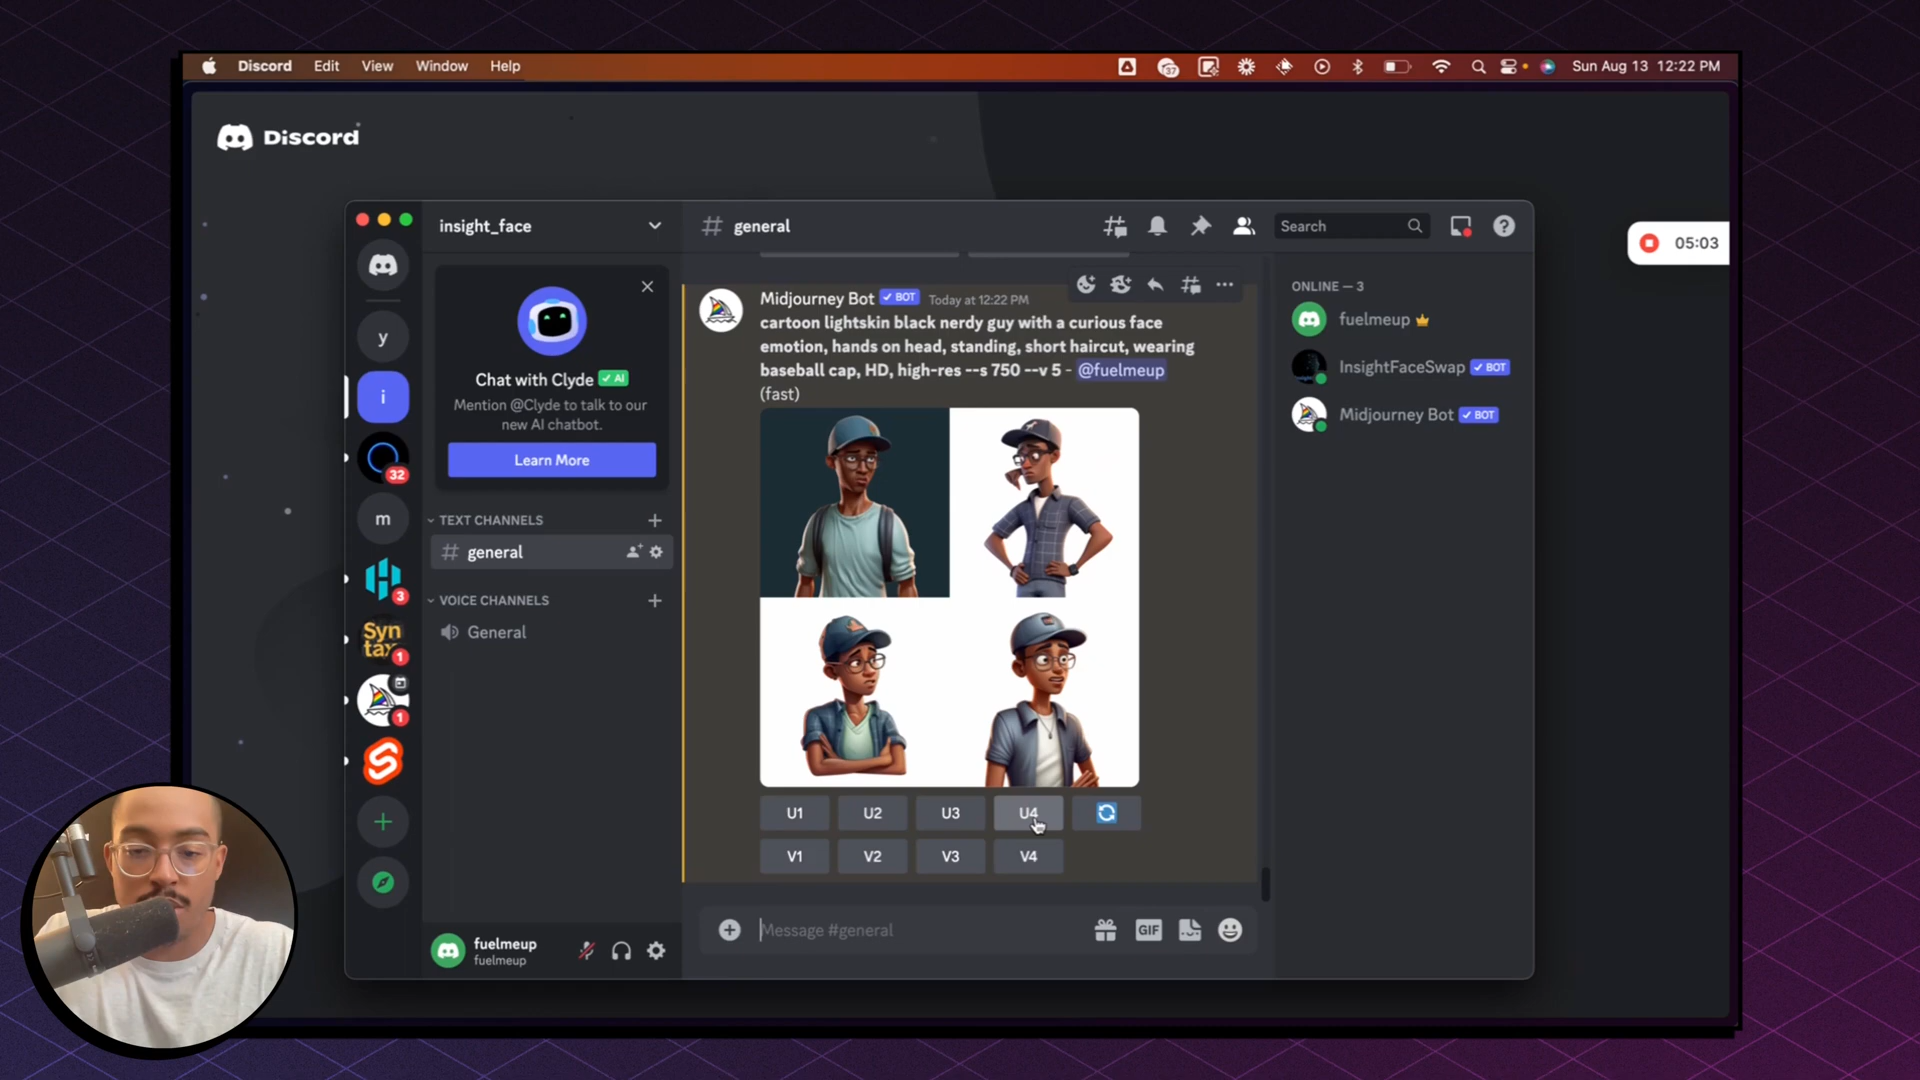 Discord Edit View Window Help
37
Sun Aug 13 12:22 PM
Discord
05:03
insight_face
# general
Search
y
i
32
m
3
Syn
tax
1
1
Chat with Clyde ✓ AI
Mention @Clyde to talk to our
new AI chatbot.
Learn More
TEXT CHANNELS
# general
VOICE CHANNELS
General
fuelmeup
fuelmeup
Midjourney Bot ✓ BOT Today at 12:22 PM
cartoon lightskin black nerdy guy with a curious face
emotion, hands on head, standing, short haircut, wearing
baseball cap, HD, high-res --s 750 --v 5 - @fuelmeup
(fast)
U1 U2 U3 U4
V1 V2 V3 V4
Message #general
GIF
ONLINE — 3
fuelmeup
InsightFaceSwap ✓ BOT
Midjourney Bot ✓ BOT